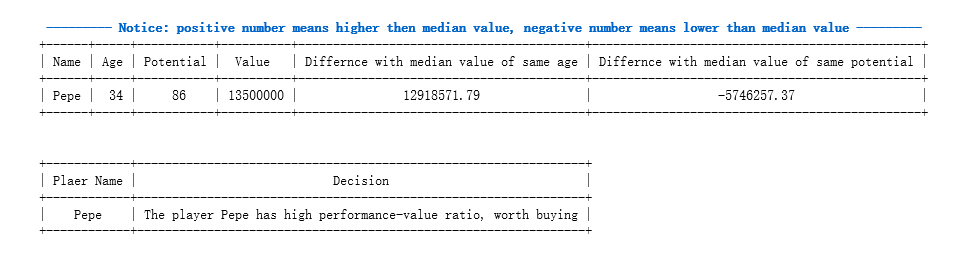 Notice: positive number means higher then median value, negative number means lower than median value
| Name | Age | Potential | Value | Differnce with median value of same age | Differnce with median value of same potential |
| Pepe | 34 | 86 | 13500000 | 12918571.79 | -5746257.37 |
| Plaer Name | Decision |
| Pepe | The player Pepe has high performance-value ratio, worth buying |